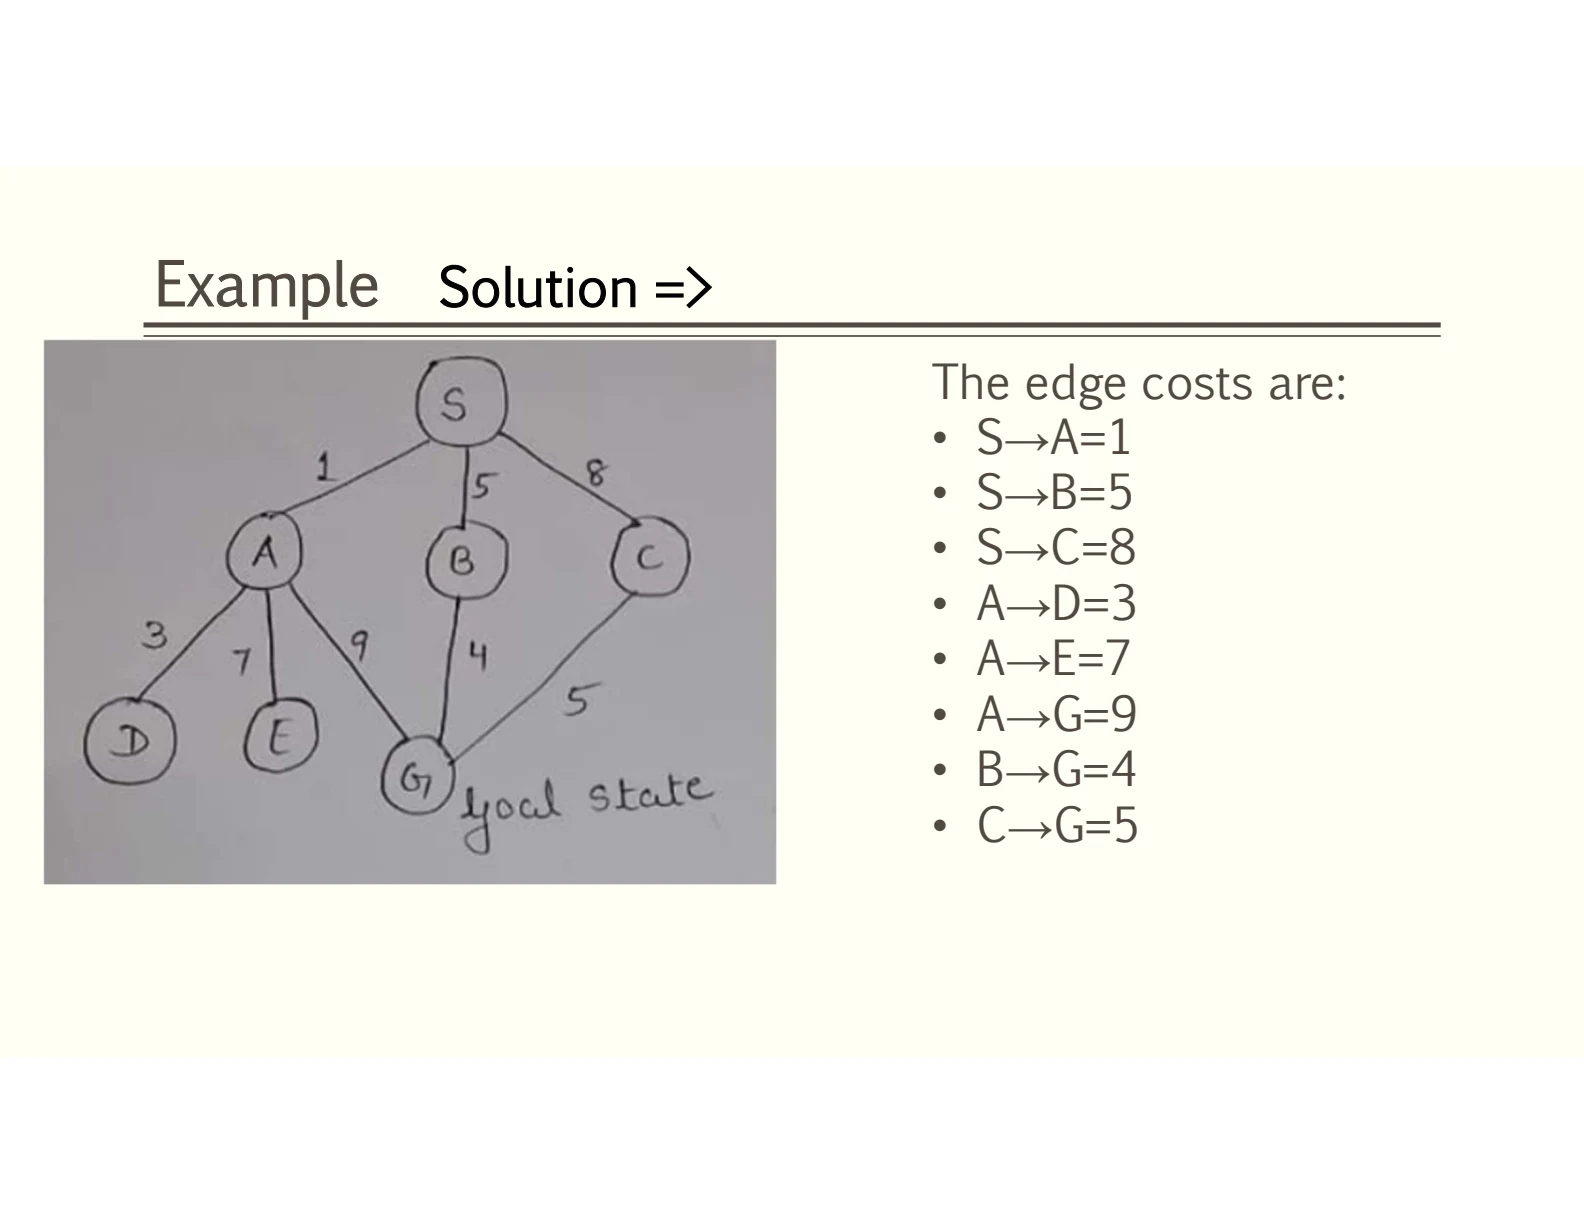 Example Solution =>
S
1
5
8
A
B
C
3
7
9
4
5
D
E
G
goal state
The edge costs are:
• S→A=1
• S→B=5
• S→C=8
• A→D=3
• A→E=7
• A→G=9
• B→G=4
• C→G=5